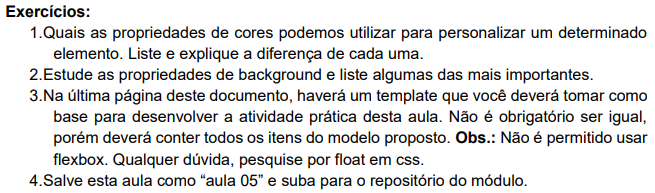 Exercícios:
1.Quais as propriedades de cores podemos utilizar para personalizar um determinado
elemento. Liste e explique a diferença de cada uma.
2.Estude as propriedades de background e liste algumas das mais importantes.
3.Na última página deste documento, haverá um template que você deverá tomar como
base para desenvolver a atividade prática desta aula. Não é obrigatório ser igual,
porém deverá conter todos os itens do modelo proposto. Obs.: Não é permitido usar
flexbox. Qualquer dúvida, pesquise por float em css.
4.Salve esta aula como “aula 05” e suba para o repositório do módulo.